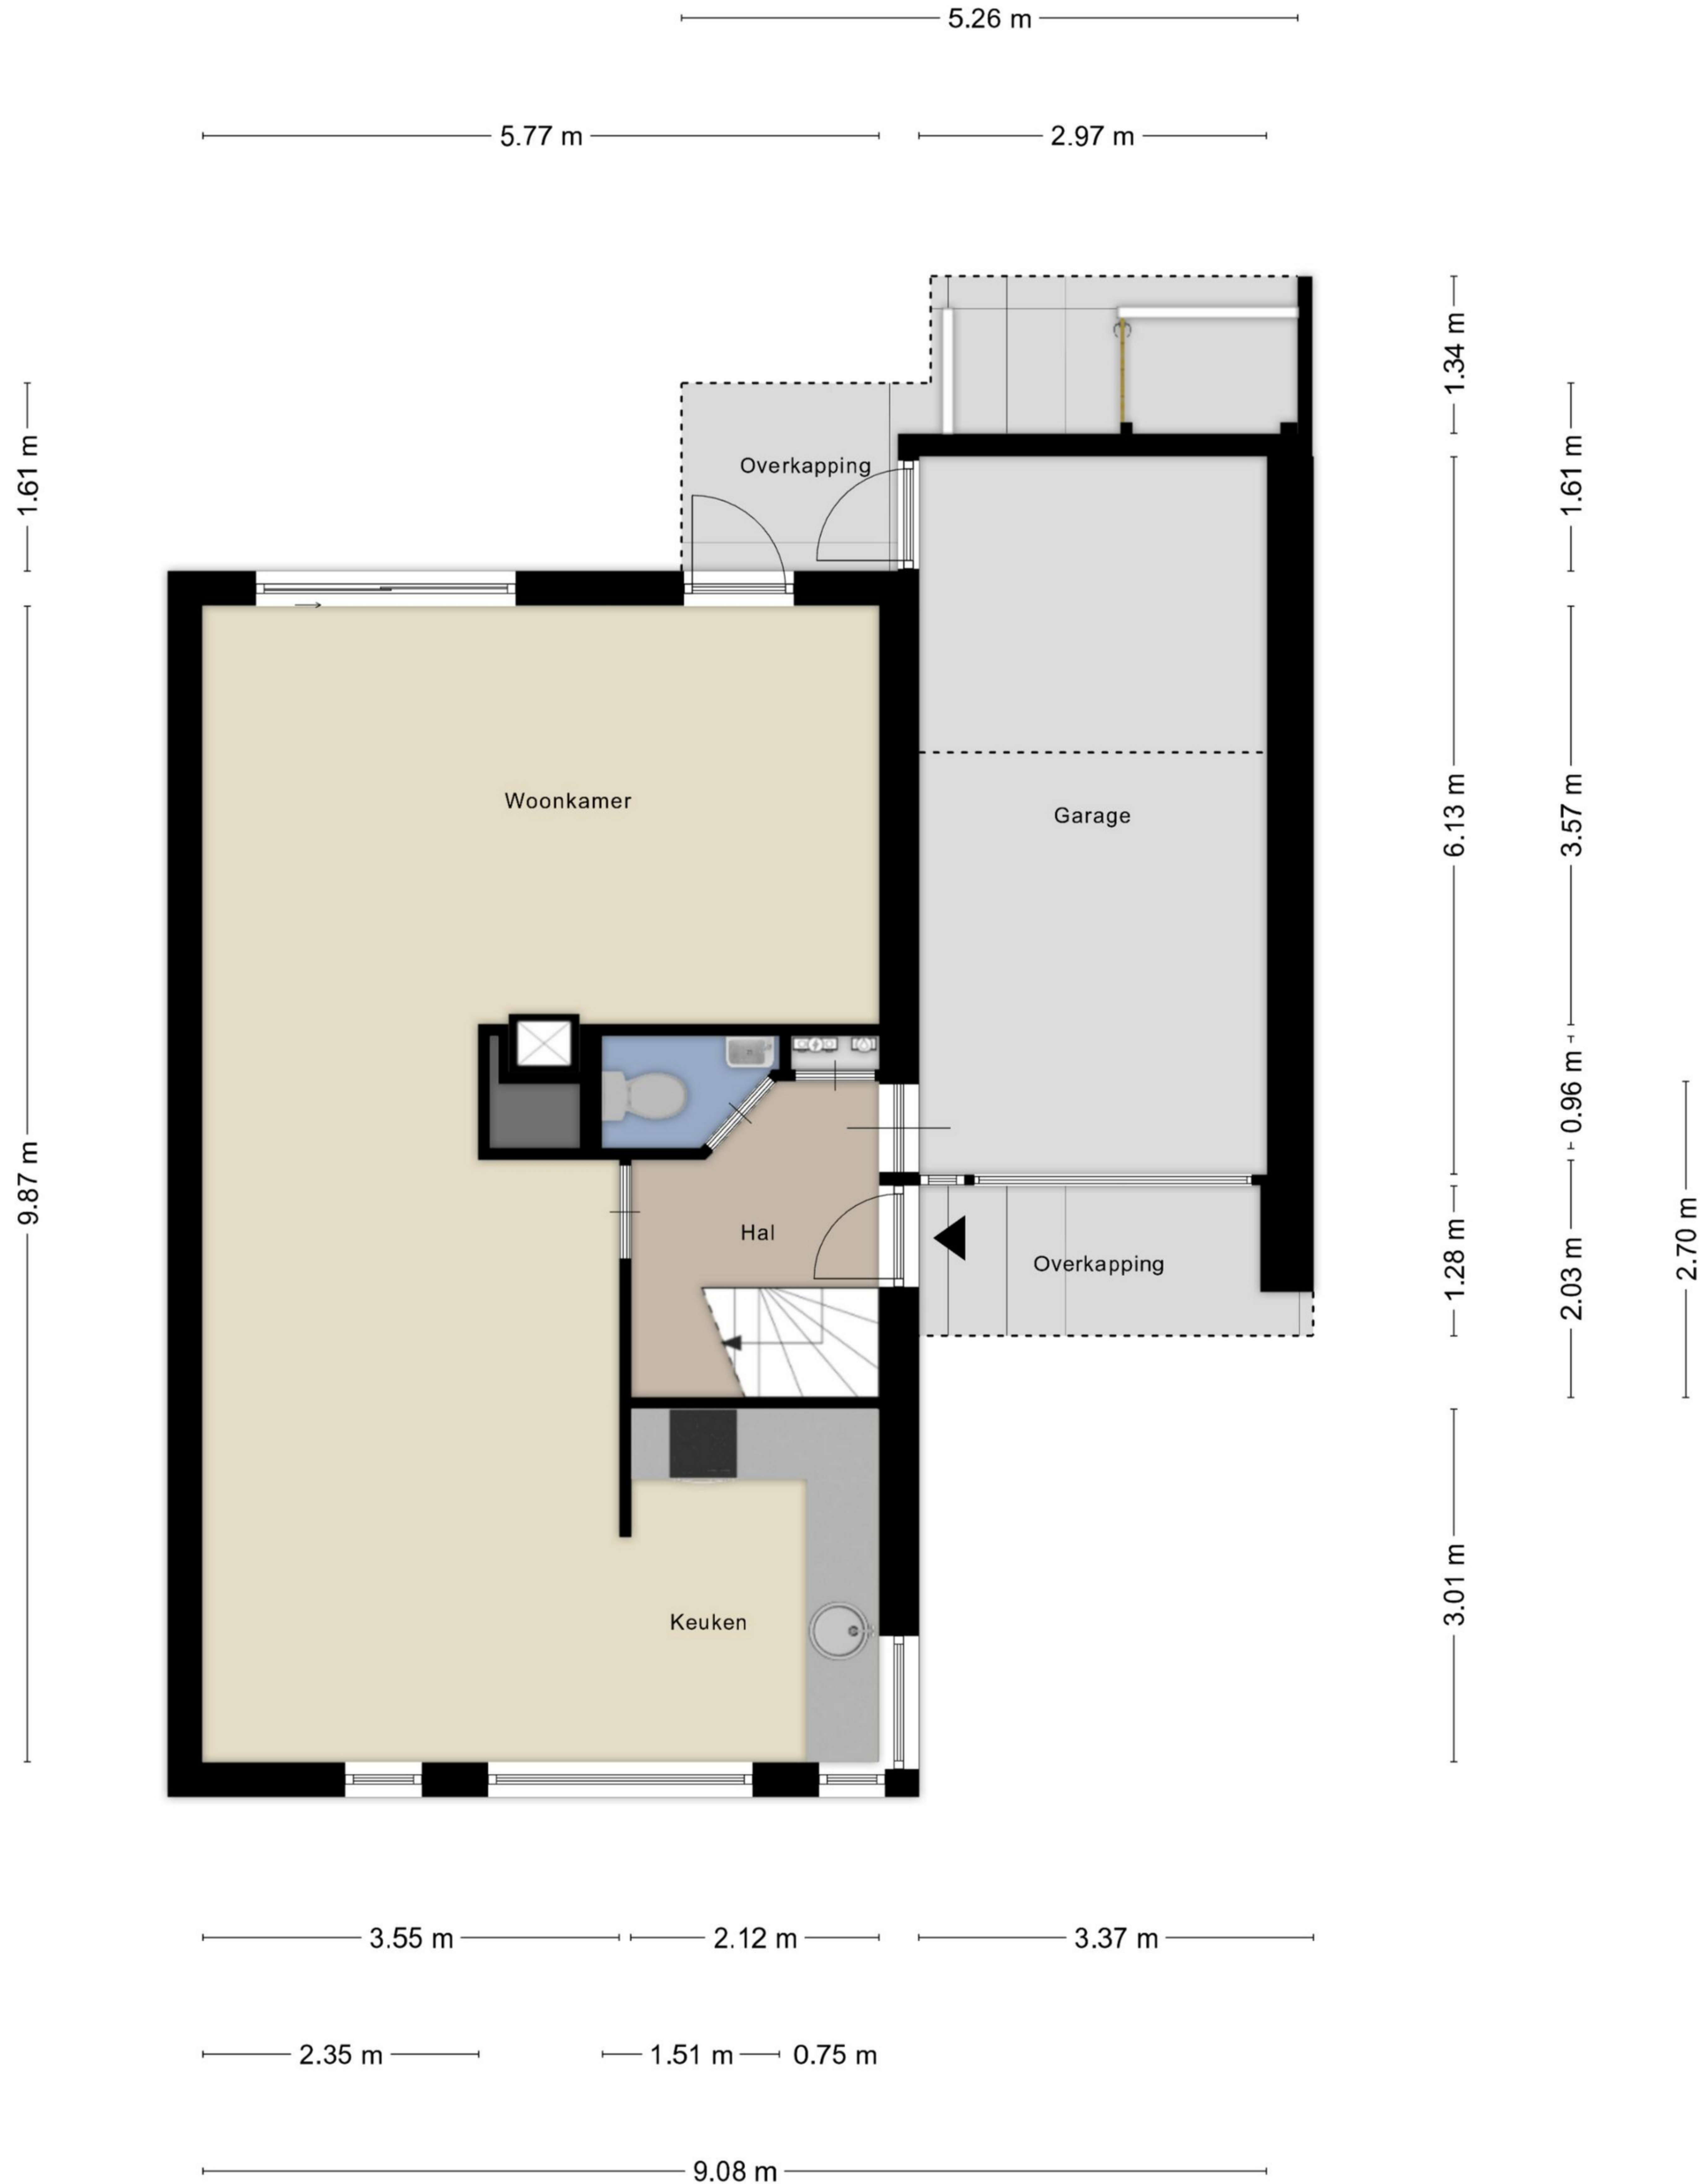 5.26 m
5.77 m
2.97 m
1.34 m
1.61 m
1.61 m
Overkapping
Woonkamer
Garage
6.13 m
3.57 m
0.96 m
9.87 m
Hal
Overkapping
1.28 m
2.03 m
2.70 m
Keuken
3.01 m
3.55 m
2.12 m
3.37 m
2.35 m
1.51 m
0.75 m
9.08 m